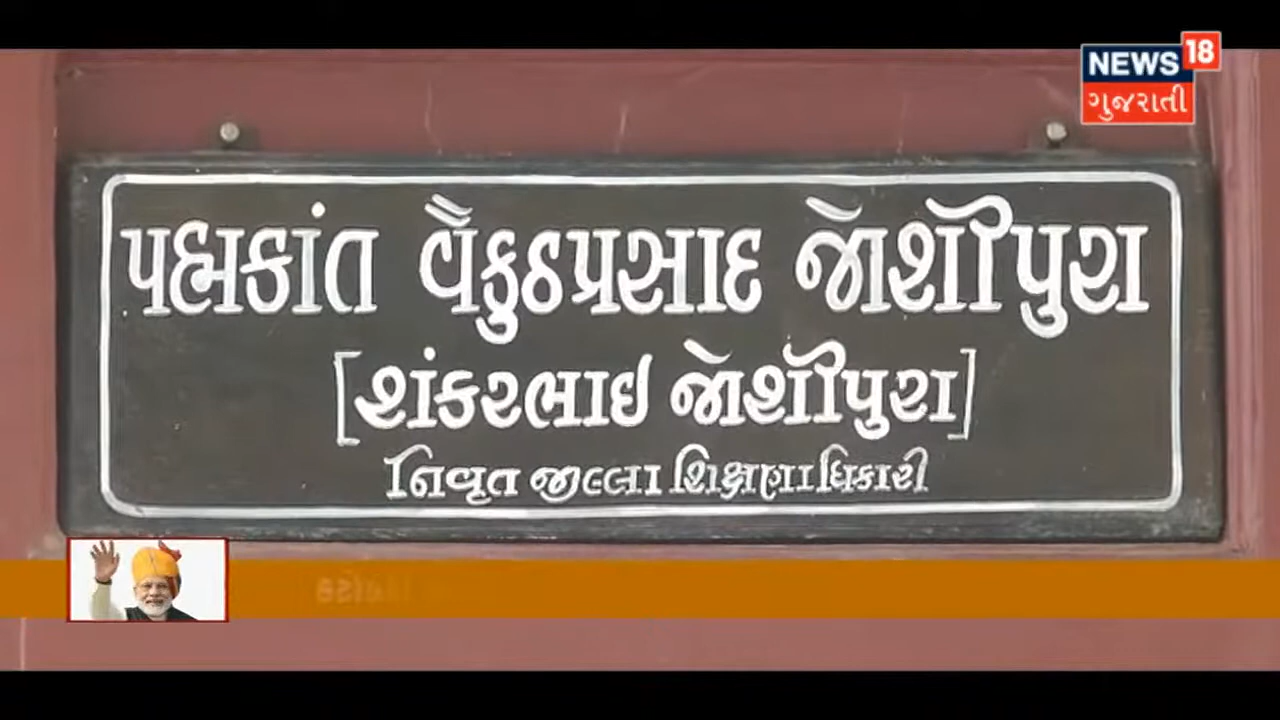 NEWS 18
ગુજરાતી
પદ્મકાંત વૈકુઠપ્રસાદ જોશીપુરા
[શંકરભાઇ જોશીપુરા]
નિવૃત જીલ્લા શિક્ષણાધિકારી